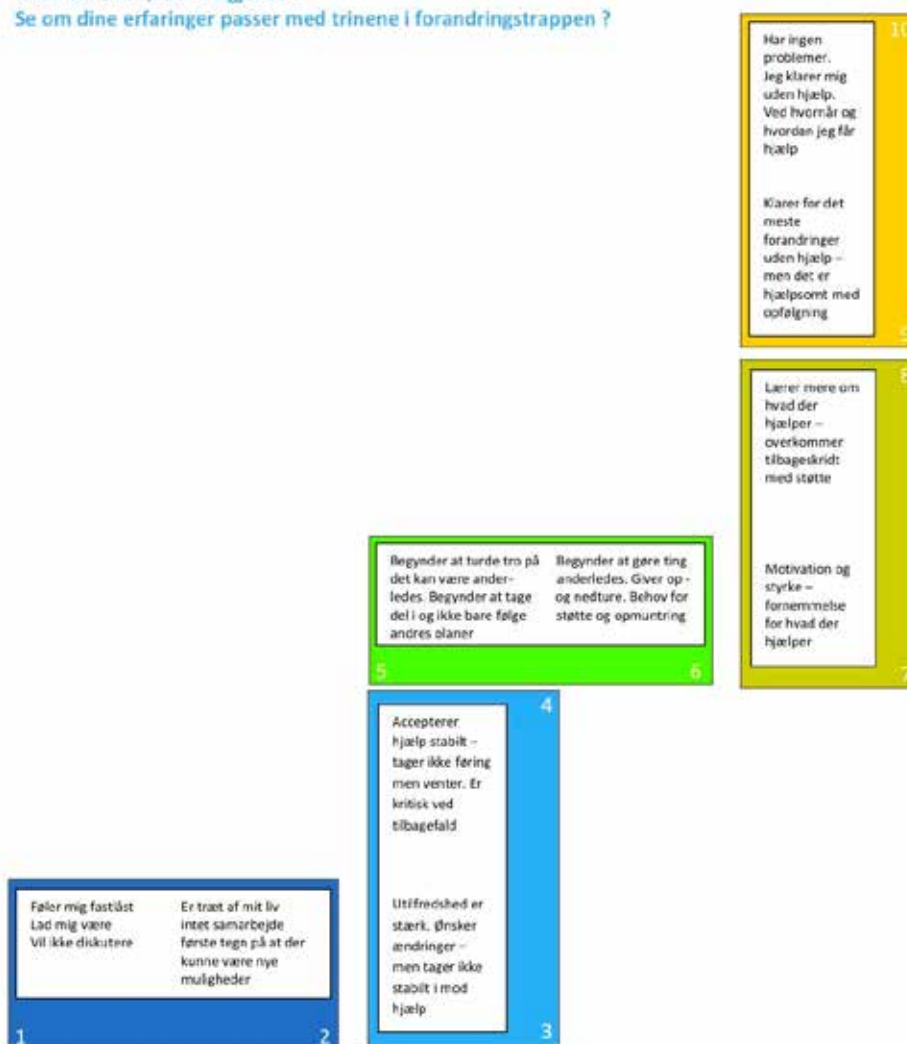 Se om dine erfaringer passer med trinene i forandringstrappen ?
10
Har ingen
problemer.
Jeg klarer mig
uden hjælp.
Ved hvornår og
hvordan jeg får
hjælp
Klarer for det
meste
forandringer
uden hjælp –
men det er
hjælpsomt med
opfølgning
9
8
Lærer mere om
hvad der
hjælper –
overkommer
tilbageskridt
med støtte
Motivation og
styrke –
fornemmelse
for hvad der
hjælper
7
Begynder at turde tro på
det kan være ander-
ledes. Begynder at tage
del i og ikke bare følge
andres planer
5
Begynder at gøre ting
anderledes. Giver op -
og nedture. Behov for
støtte og opmuntring
6
4
Accepterer
hjælp stabilt –
tager ikke føring
men venter. Er
kritisk ved
tilbagefald
Utilfredshed er
stærk. Ønsker
ændringer –
men tager ikke
stabilt i mod
hjælp
3
Føler mig fastlåst
Lad mig være
Vil ikke diskutere
1
Er træt af mit liv
intet samarbejde
første tegn på at der
kunne være nye
muligheder
2